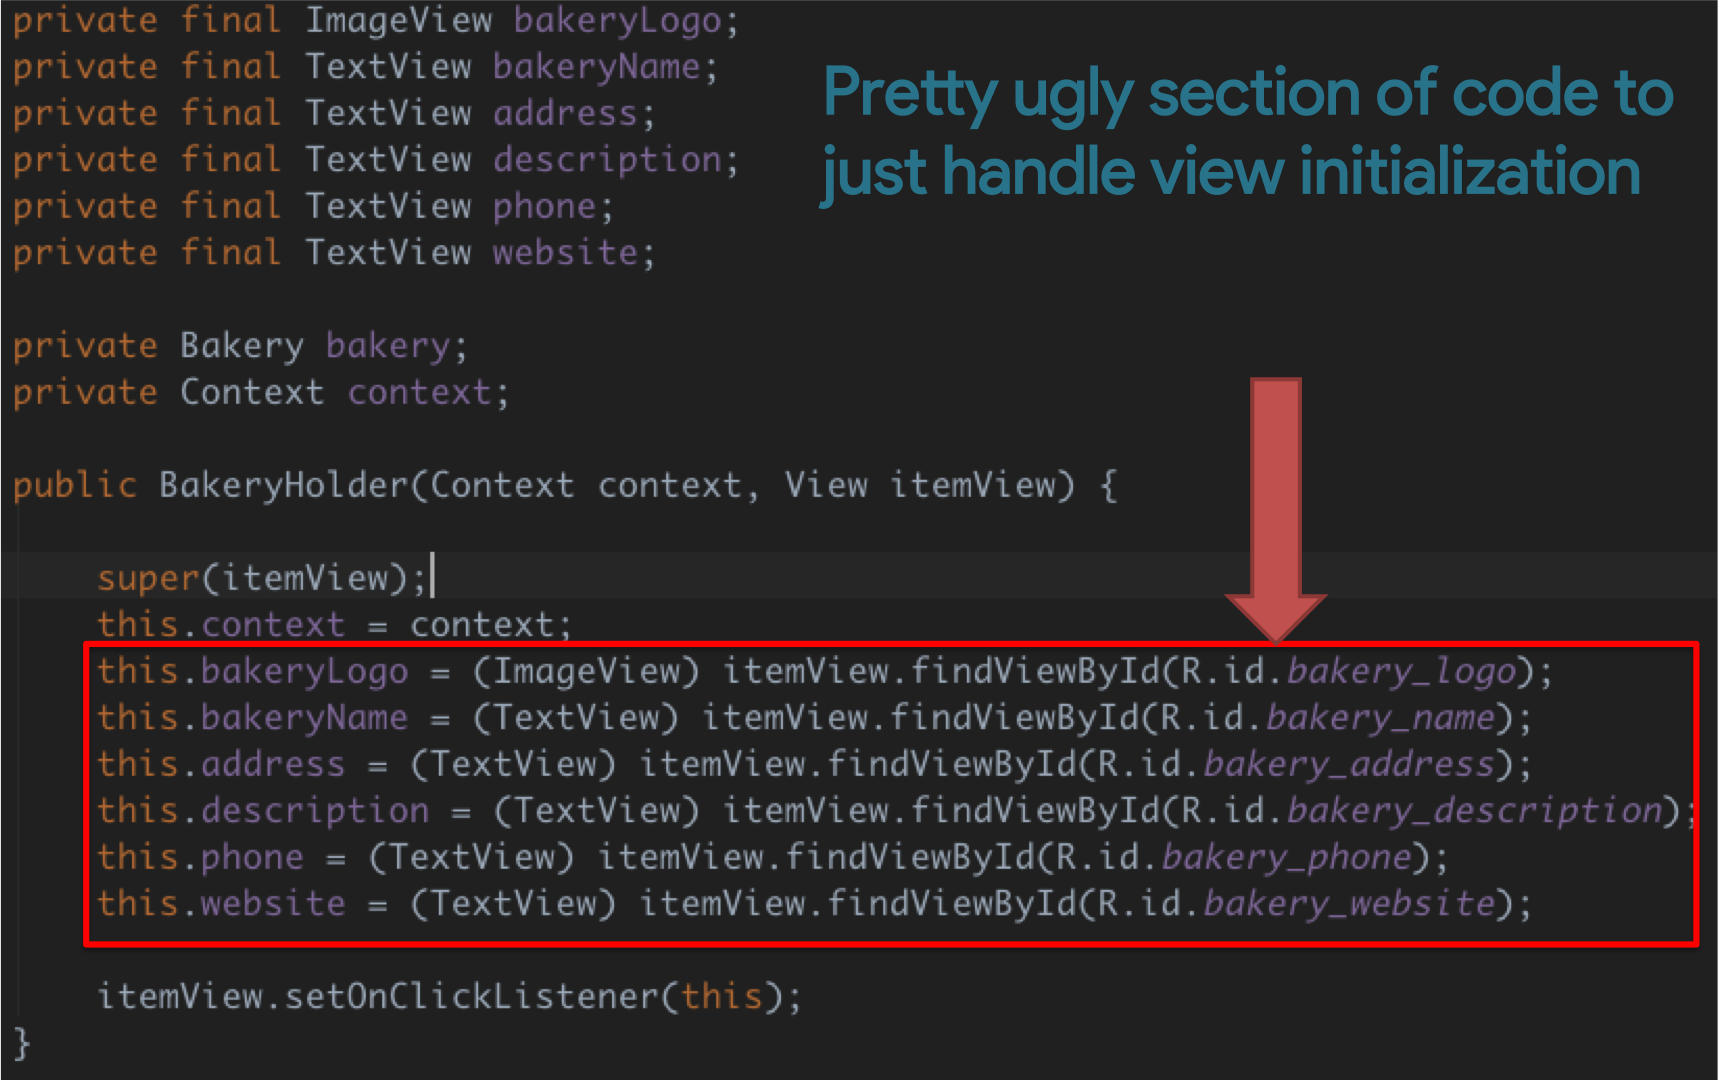 private final ImageView bakeryLogo;
private final TextView bakeryName;
private final TextView address;
private final TextView description;
private final TextView phone;
private final TextView website;
Pretty ugly section of code to
just handle view initialization
private Bakery bakery;
private Context context;
public BakeryHolder(Context context, View itemView) {
super(itemView);
this.context = context;
this.bakeryLogo = (ImageView) itemView.findViewById(R.id.bakery_logo);
this.bakeryName = (TextView) itemView.findViewById(R.id.bakery_name);
this.address = (TextView) itemView.findViewById(R.id.bakery_address);
this.description = (TextView) itemView.findViewById(R.id.bakery_description);
this.phone = (TextView) itemView.findViewById(R.id.bakery_phone);
this.website = (TextView) itemView.findViewById(R.id.bakery_website);
itemView.setOnClickListener(this);
}